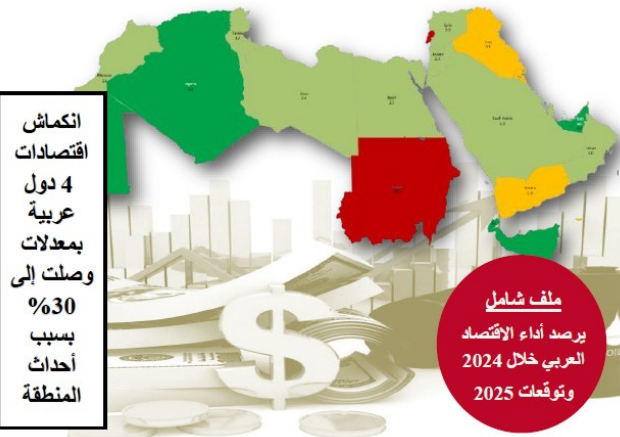 انكماش
اقتصادات
4 دول
عربية
بمعدلات
وصلت إلى
30%
بسبب
أحداث
المنطقة
ملف شامل
يرصد أداء الاقتصاد
العربي خلال 2024
وتوقعات 2025